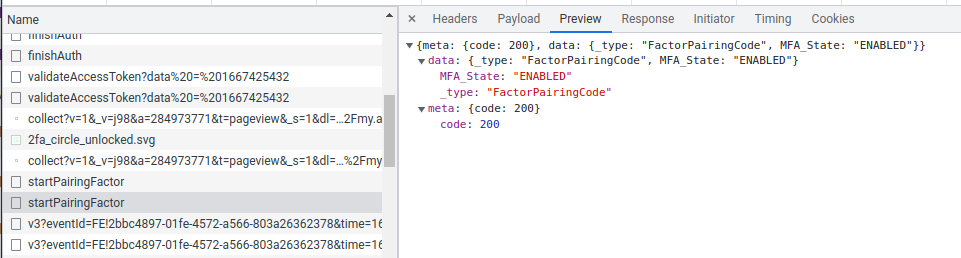 Name
finishAuth
finishAuth
validateAccessToken?data%20=%201667425432
validateAccessToken?data%20=%201667425432
collect?v=1&_v=j98&a=284973771&t=pageview&_s=1&dl=…2Fmy.a
2fa_circle_unlocked.svg
collect?v=1&_v=j98&a=284973771&t=pageview&_s=1&dl=…%2Fmy
startPairingFactor
startPairingFactor
v3?eventId=FE!2bbc4897-01fe-4572-a566-803a26362378&time=16
v3?eventId=FE!2bbc4897-01fe-4572-a566-803a26362378&time=16
× Headers Payload Preview Response Initiator Timing Cookies
▼{meta: {code: 200}, data: {_type: "FactorPairingCode", MFA_State: "ENABLED"}}
▼data: {_type: "FactorPairingCode", MFA_State: "ENABLED"}
MFA_State: "ENABLED"
_type: "FactorPairingCode"
▼meta: {code: 200}
code: 200